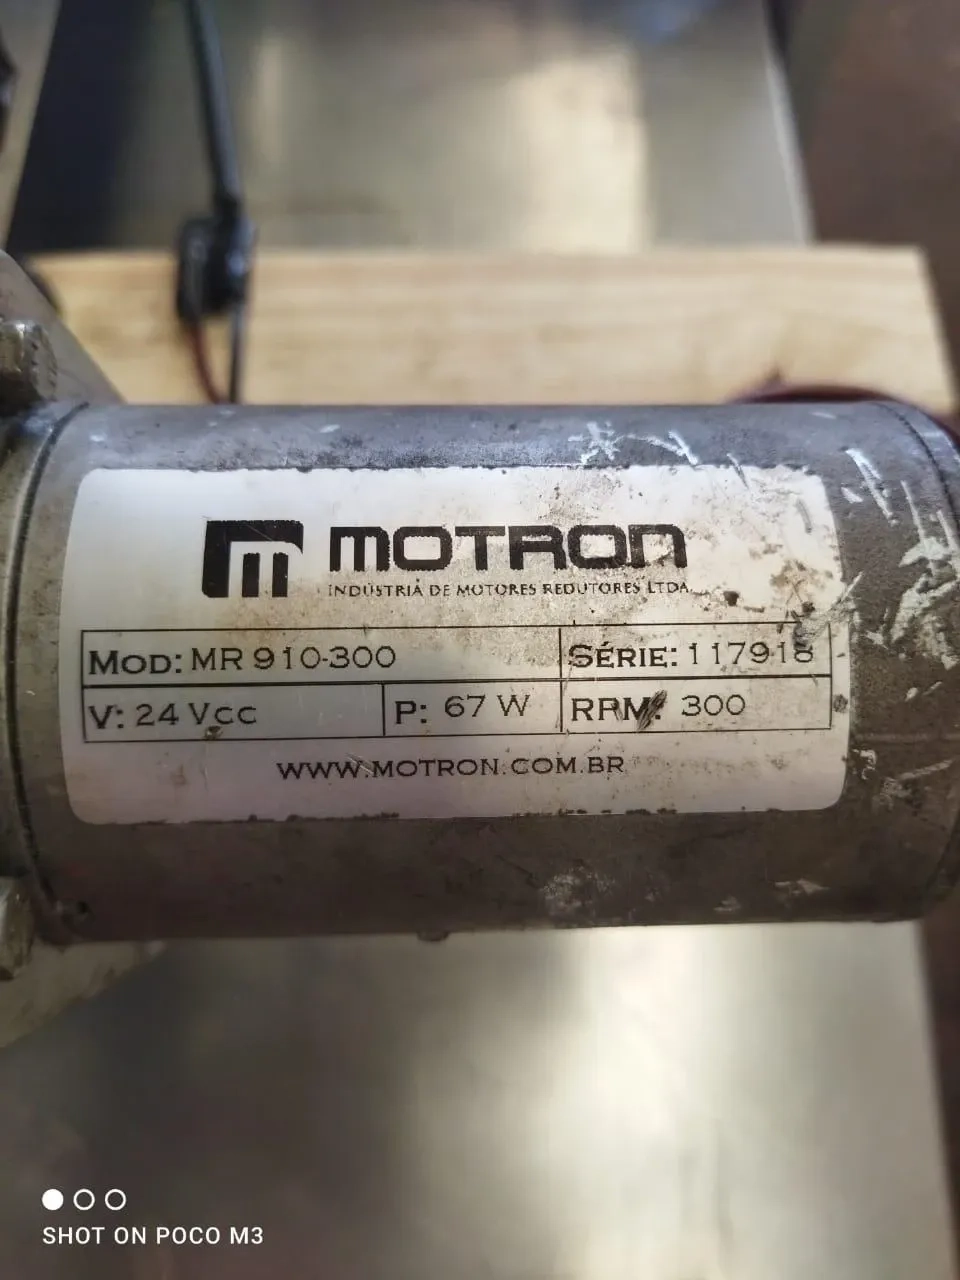 MOTRON
INDÚSTRIA DE MOTORES REDUTORES LTDA.
MOD: MR 910-300 SÉRIE: 117918
V: 24 VCC P: 67 W RPM: 300
WWW.MOTRON.COM.BR
SHOT ON POCO M3